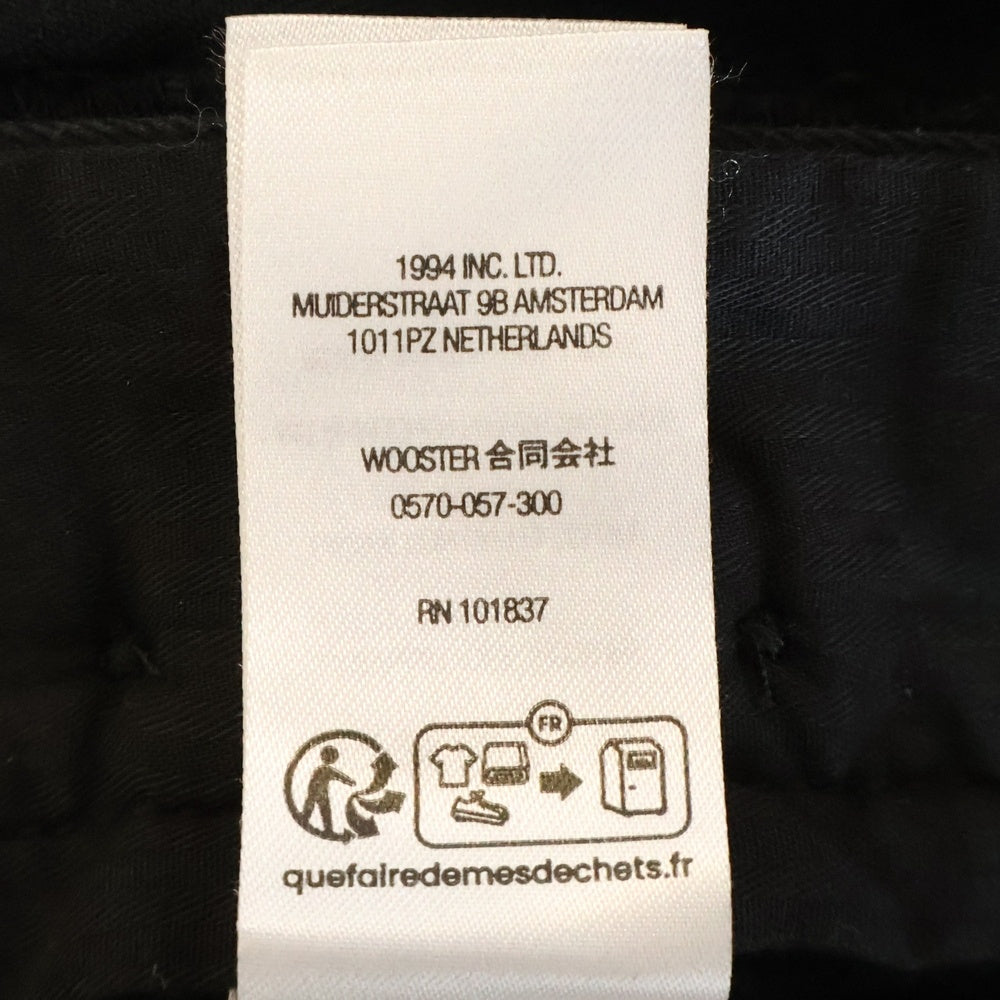 1994 INC. LTD.
MUIDERSTRAAT 9B AMSTERDAM
1011PZ NETHERLANDS
WOOSTER 合同会社
0570-057-300
RN 101837
FR
quefairedemesdechets.fr